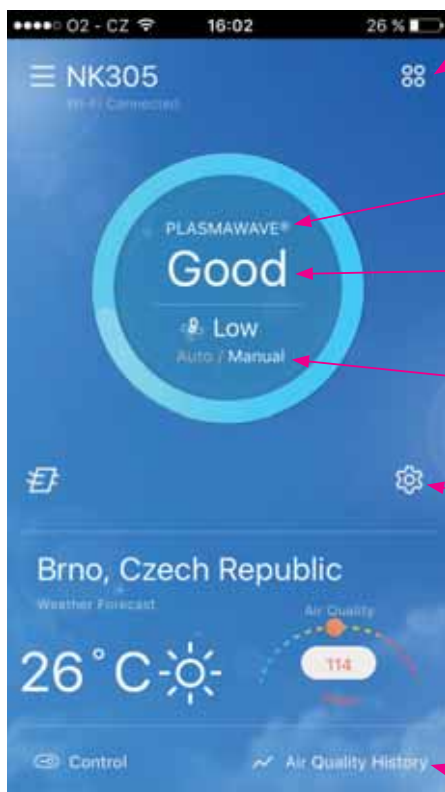 O2 - CZ 16:02 26 %
NK305
Wi-Fi Connected
PLASMAWAVE®
Good
Low
Auto / Manual
Brno, Czech Republic
Weather Forecast
Air Quality
26°C
114
Control
Air Quality History